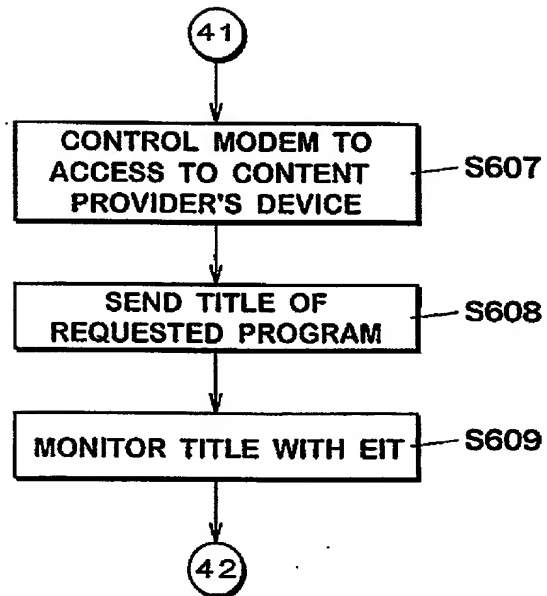 41
CONTROL MODEM TO
ACCESS TO CONTENT
PROVIDER'S DEVICE
S607
SEND TITLE OF
REQUESTED PROGRAM
S608
MONITOR TITLE WITH EIT
S609
42